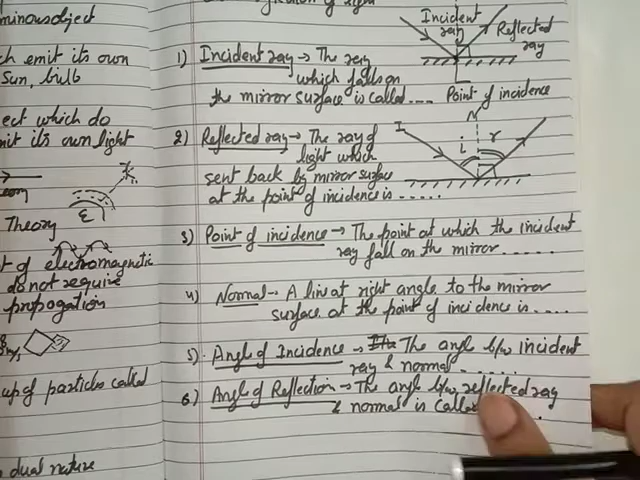 minous object
ch emit its own
Sun, bulb
ect which do
mit its own light
Theory
t of electromagnetic
do not require
propogation
up of particles called
dual nature
of light
Incident
ray
Reflected
ray
1) Incident ray → The ray
which falls on
the mirror surface is called....
Point of incidence
N
I
i
r
2) Reflected ray → The ray of
light which
sent back by mirror surface
at the point of incidence is .....
3) Point of incidence → The point at which the incident
ray fall on the mirror ......
4) Normal → A line at right angle to the mirror
surface at the point of incidence is....
5) Angle of Incidence → The angle b/w incident
ray & normal ......
6) Angle of Reflection → The angle b/w reflected ray
& normal is called